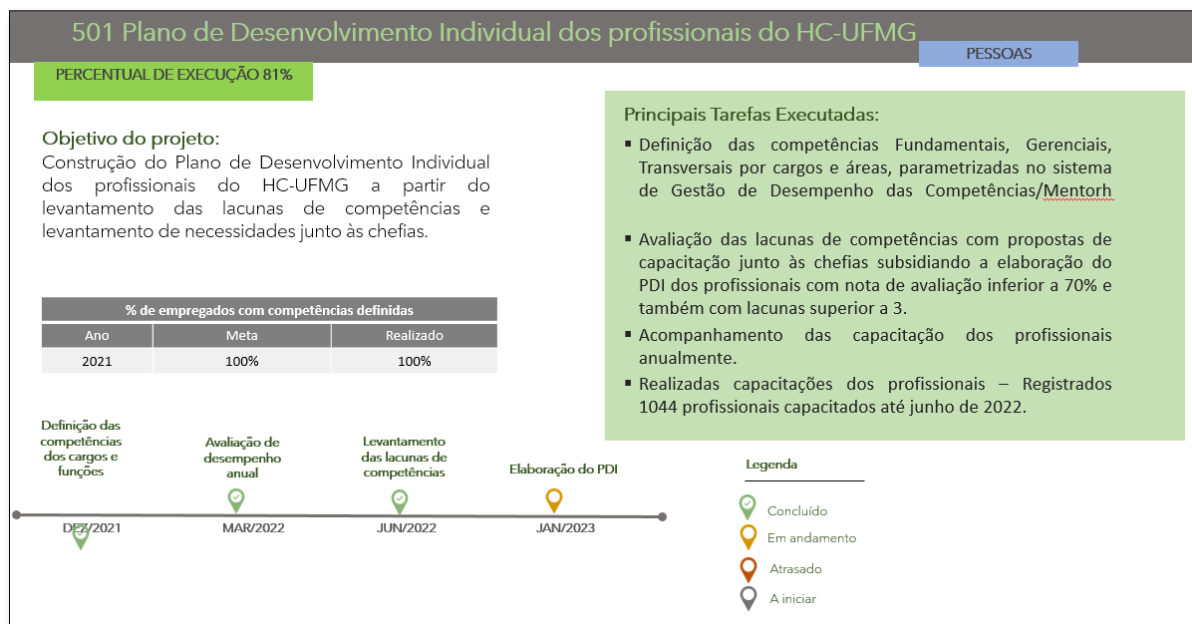 501 Plano de Desenvolvimento Individual dos profissionais do HC-UFMG
PESSOAS
PERCENTUAL DE EXECUÇÃO 81%
Objetivo do projeto:
Construção do Plano de Desenvolvimento Individual
dos profissionais do HC-UFMG a partir do
levantamento das lacunas de competências e
levantamento de necessidades junto às chefias.
% de empregados com competências definidas
Ano Meta Realizado
2021 100% 100%
Principais Tarefas Executadas:
▪ Definição das competências Fundamentais, Gerenciais,
Transversais por cargos e áreas, parametrizadas no sistema
de Gestão de Desempenho das Competências/Mentorh
▪ Avaliação das lacunas de competências com propostas de
capacitação junto às chefias subsidiando a elaboração do
PDI dos profissionais com nota de avaliação inferior a 70% e
também com lacunas superior a 3.
▪ Acompanhamento das capacitação dos profissionais
anualmente.
▪ Realizadas capacitações dos profissionais – Registrados
1044 profissionais capacitados até junho de 2022.
Definição das
competências
dos cargos e
funções
DEZ/2021
Avaliação de
desempenho
anual
MAR/2022
Levantamento
das lacunas de
competências
JUN/2022
Elaboração do PDI
JAN/2023
Legenda
Concluído
Em andamento
Atrasado
A iniciar